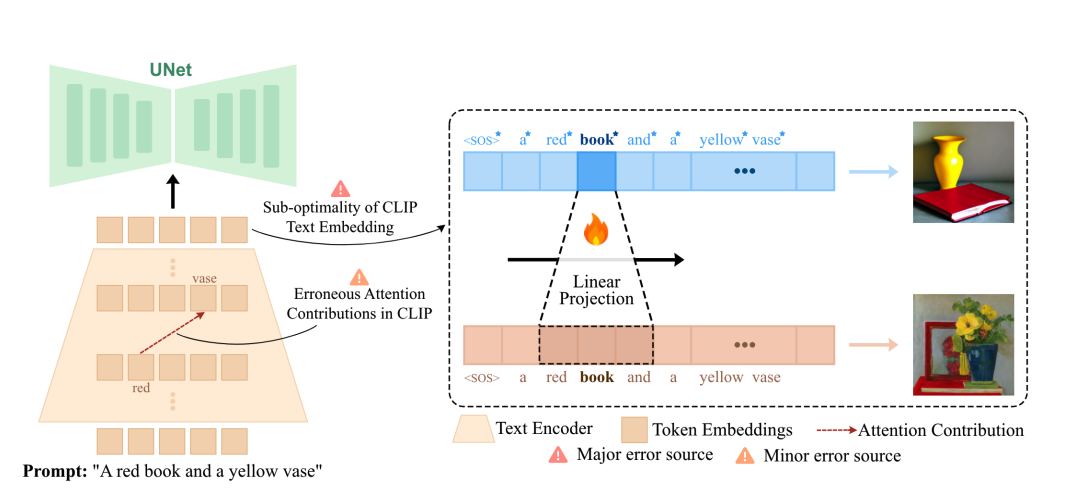 UNet
Sub-optimality of CLIP
Text Embedding
vase
Erroneous Attention
Contributions in CLIP
red
Prompt: "A red book and a yellow vase"
<SOS>* a* red* book* and* a* yellow* vase*
•••
Linear
Projection
•••
<SOS> a red book and a yellow vase
Text Encoder Token Embeddings Attention Contribution
Major error source Minor error source